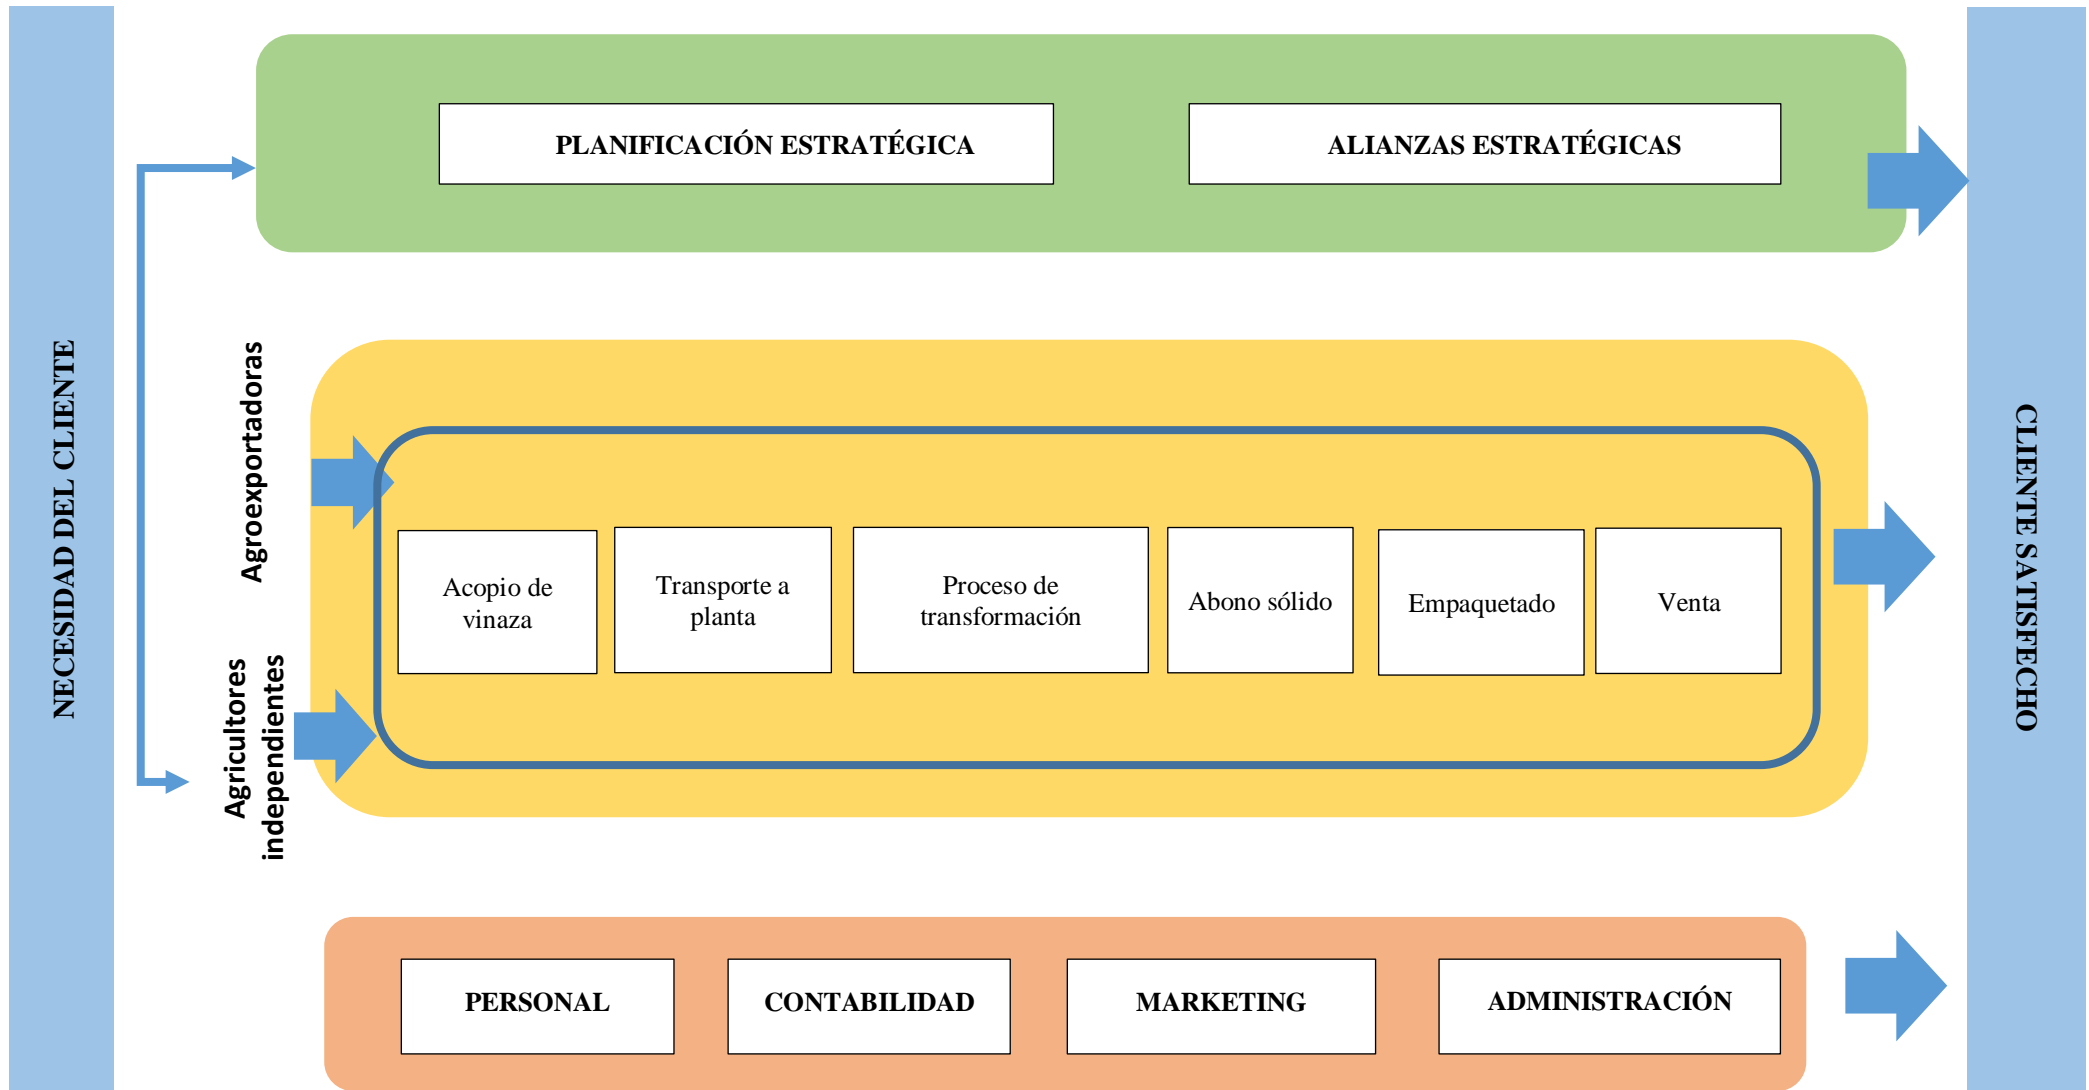 NECESIDAD DEL CLIENTE
PLANIFICACIÓN ESTRATÉGICA
ALIANZAS ESTRATÉGICAS
Agroexportadoras
Agricultores
independientes
Acopio de
vinaza
Transporte a
planta
Proceso de
transformación
Abono sólido
Empaquetado
Venta
PERSONAL
CONTABILIDAD
MARKETING
ADMINISTRACIÓN
CLIENTE SATISFECHO